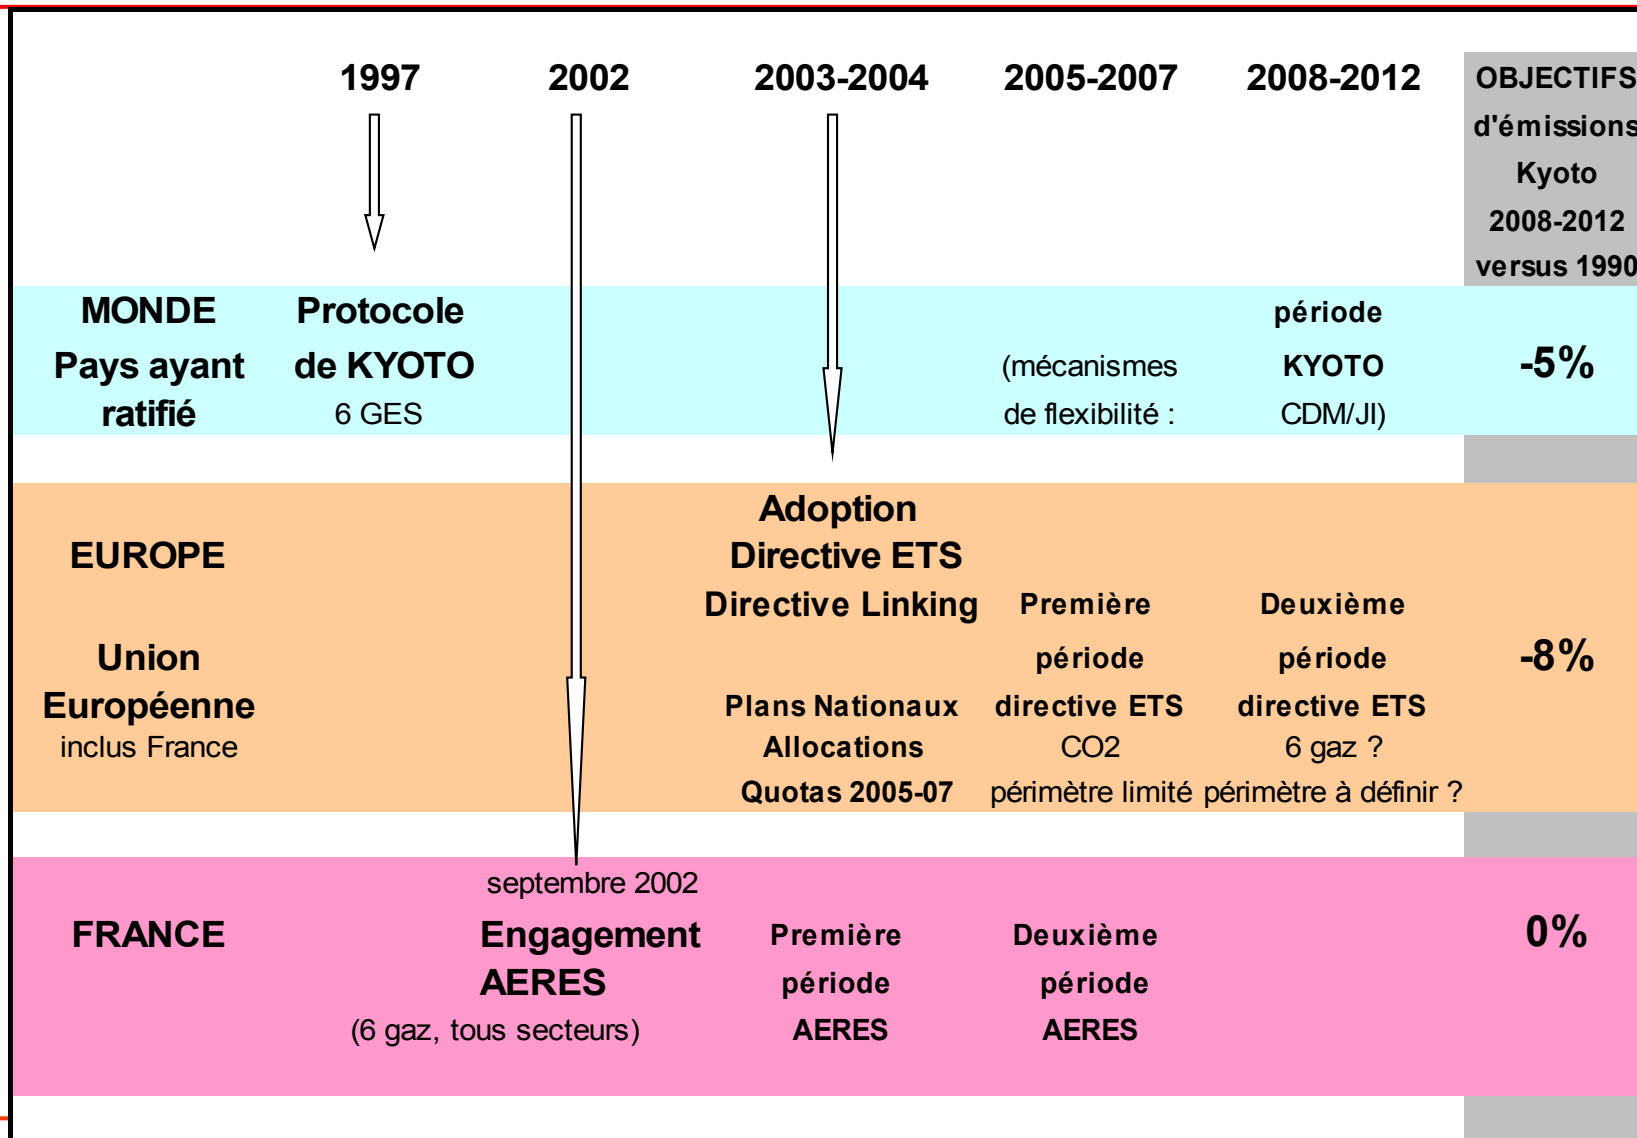 1997 2002 2003-2004 2005-2007 2008-2012 OBJECTIFS
d'émissions
Kyoto
2008-2012
versus 1990
MONDE Protocole période
Pays ayant de KYOTO (mécanismes KYOTO -5%
ratifié 6 GES de flexibilité : CDM/JI)
Adoption
EUROPE Directive ETS
Directive Linking Première Deuxième
Union période période -8%
Européenne Plans Nationaux directive ETS directive ETS
inclus France Allocations CO2 6 gaz ?
Quotas 2005-07 périmètre limité périmètre à définir ?
septembre 2002
FRANCE Engagement Première Deuxième 0%
AERES période période
(6 gaz, tous secteurs) AERES AERES